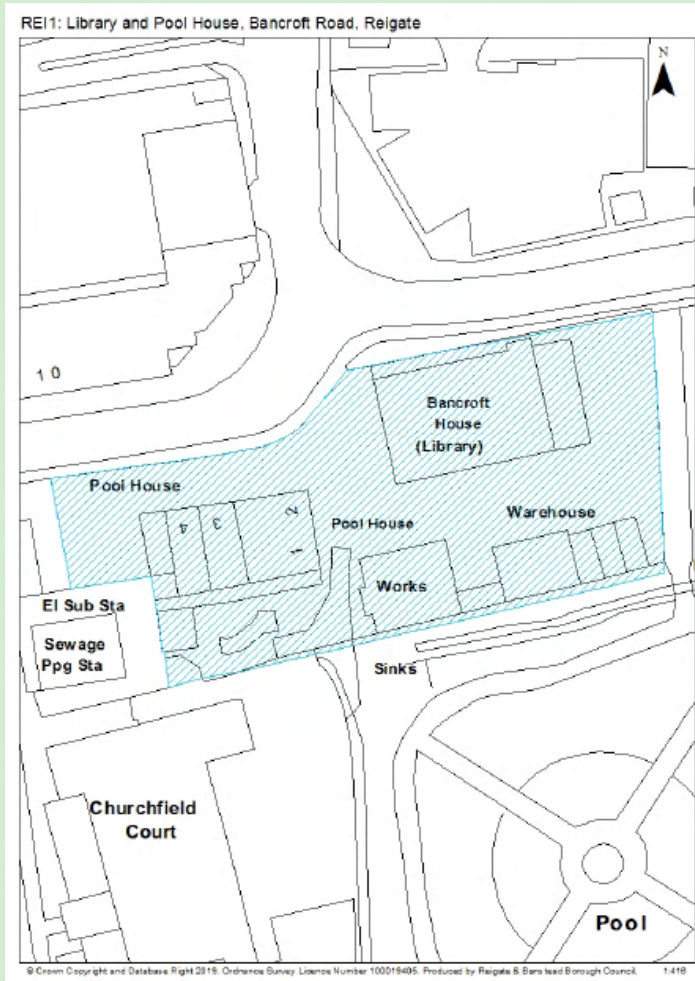 REI1: Library and Pool House, Bancroft Road, Reigate
N
10
Bancroft
House
(Library)
Pool House
4
3
2
1
Pool House
Warehouse
Works
El Sub Sta
Sewage
Ppg Sta
Sinks
Churchfield
Court
Pool
© Crown Copyright and Database Right 2019. Ordnance Survey Licence Number 100019405. Produced by Reigate & Banstead Borough Council. 1:418